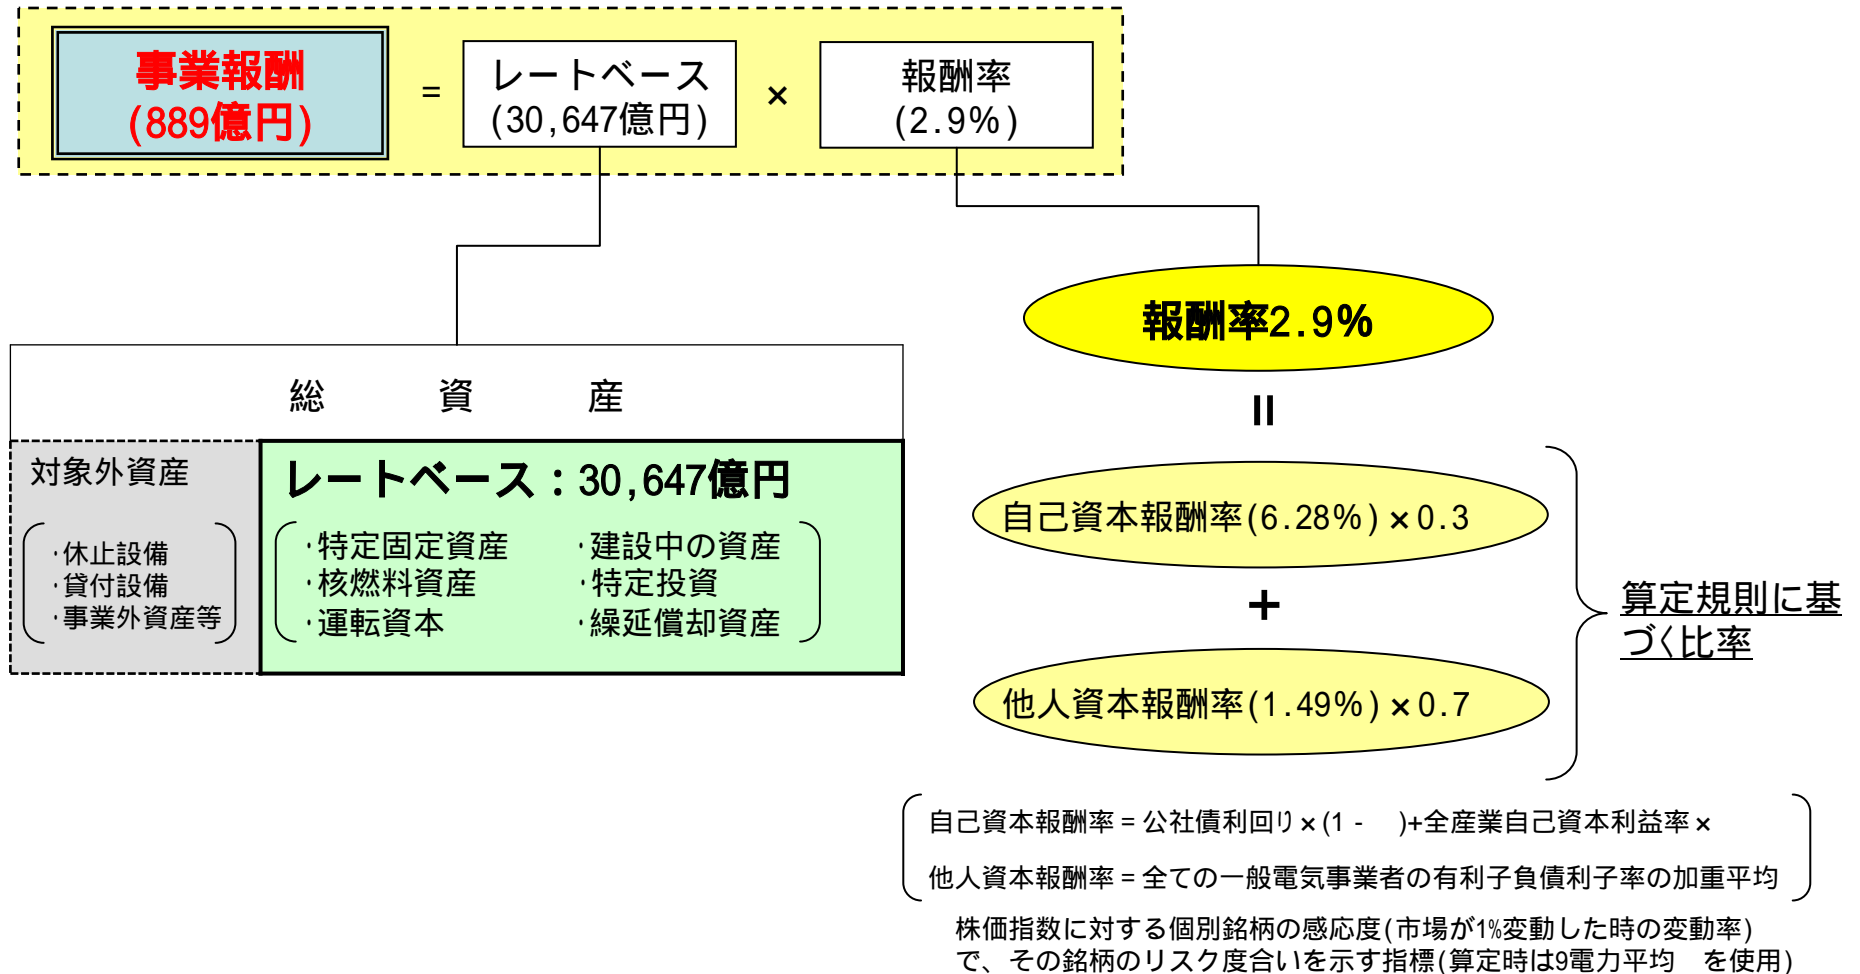 事業報酬
(889億円)
=
レートベース
(30,647億円)
×
報酬率
(2.9%)
報酬率2.9%
=
総 資 産
対象外資産
・休止設備
・貸付設備
・事業外資産等
レートベース：30,647億円
・特定固定資産 ・建設中の資産
・核燃料資産 ・特定投資
・運転資本 ・繰延償却資産
自己資本報酬率(6.28%)×0.3
+
他人資本報酬率(1.49%)×0.7
算定規則に基
づく比率
自己資本報酬率=公社債利回り×(1- )+全産業自己資本利益率×
他人資本報酬率=全ての一般電気事業者の有利子負債利子率の加重平均
株価指数に対する個別銘柄の感応度(市場が1%変動した時の変動率)
で、その銘柄のリスク度合いを示す指標(算定時は9電力平均 を使用)